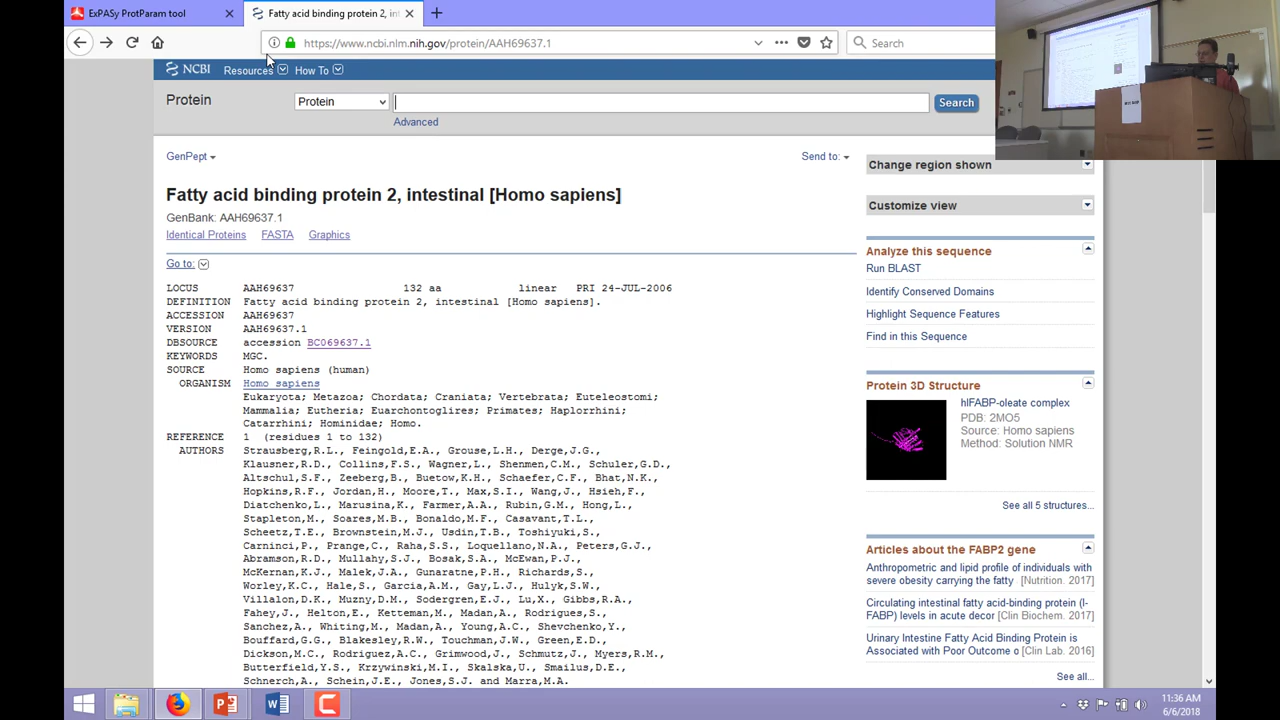 ExPASy ProtParam tool
Fatty acid binding protein 2, int
https://www.ncbi.nlm.nih.gov/protein/AAH69637.1
Search
NCBI Resources How To
Protein Protein Search
Advanced
GenPept Send to:
Change region shown
Fatty acid binding protein 2, intestinal [Homo sapiens]
GenBank: AAH69637.1
Identical Proteins FASTA Graphics
Customize view
Go to:
LOCUS AAH69637 132 aa linear PRI 24-JUL-2006
DEFINITION Fatty acid binding protein 2, intestinal [Homo sapiens].
ACCESSION AAH69637
VERSION AAH69637.1
DBSOURCE accession BC069637.1
KEYWORDS MGC.
SOURCE Homo sapiens (human)
ORGANISM Homo sapiens
Eukaryota; Metazoa; Chordata; Craniata; Vertebrata; Euteleostomi;
Mammalia; Eutheria; Euarchontoglires; Primates; Haplorrhini;
Catarrhini; Hominidae; Homo.
REFERENCE 1 (residues 1 to 132)
AUTHORS Strausberg,R.L., Feingold,E.A., Grouse,L.H., Derge,J.G.,
Klausner,R.D., Collins,F.S., Wagner,L., Shenmen,C.M., Schuler,G.D.,
Altschul,S.F., Zeeberg,B., Buetow,K.H., Schaefer,C.F., Bhat,N.K.,
Hopkins,R.F., Jordan,H., Moore,T., Max,S.I., Wang,J., Hsieh,F.,
Diatchenko,L., Marusina,K., Farmer,A.A., Rubin,G.M., Hong,L.,
Stapleton,M., Soares,M.B., Bonaldo,M.F., Casavant,T.L.,
Scheetz,T.E., Brownstein,M.J., Usdin,T.B., Toshiyuki,S.,
Carninci,P., Prange,C., Raha,S.S., Loquellano,N.A., Peters,G.J.,
Abramson,R.D., Mullahy,S.J., Bosak,S.A., McEwan,P.J.,
McKernan,K.J., Malek,J.A., Gunaratne,P.H., Richards,S.,
Worley,K.C., Hale,S., Garcia,A.M., Gay,L.J., Hulyk,S.W.,
Villalon,D.K., Muzny,D.M., Sodergren,E.J., Lu,X., Gibbs,R.A.,
Fahey,J., Helton,E., Ketteman,M., Madan,A., Rodrigues,S.,
Sanchez,A., Whiting,M., Madan,A., Young,A.C., Shevchenko,Y.,
Bouffard,G.G., Blakesley,R.W., Touchman,J.W., Green,E.D.,
Dickson,M.C., Rodriguez,A.C., Grimwood,J., Schmutz,J., Myers,R.M.,
Butterfield,Y.S., Krzywinski,M.I., Skalska,U., Smailus,D.E.,
Schnerch,A., Schein,J.E., Jones,S.J. and Marra,M.A.
Analyze this sequence
Run BLAST
Identify Conserved Domains
Highlight Sequence Features
Find in this Sequence
Protein 3D Structure
hIFABP-oleate complex
PDB: 2MO5
Source: Homo sapiens
Method: Solution NMR
See all 5 structures...
Articles about the FABP2 gene
Anthropometric and lipid profile of individuals with
severe obesity carrying the fatty [Nutrition. 2017]
Circulating intestinal fatty acid-binding protein (I-
FABP) levels in acute decor [Clin Biochem. 2017]
Urinary Intestine Fatty Acid Binding Protein is
Associated with Poor Outcome o [Clin Lab. 2016]
See all...
11:36 AM
6/6/2018